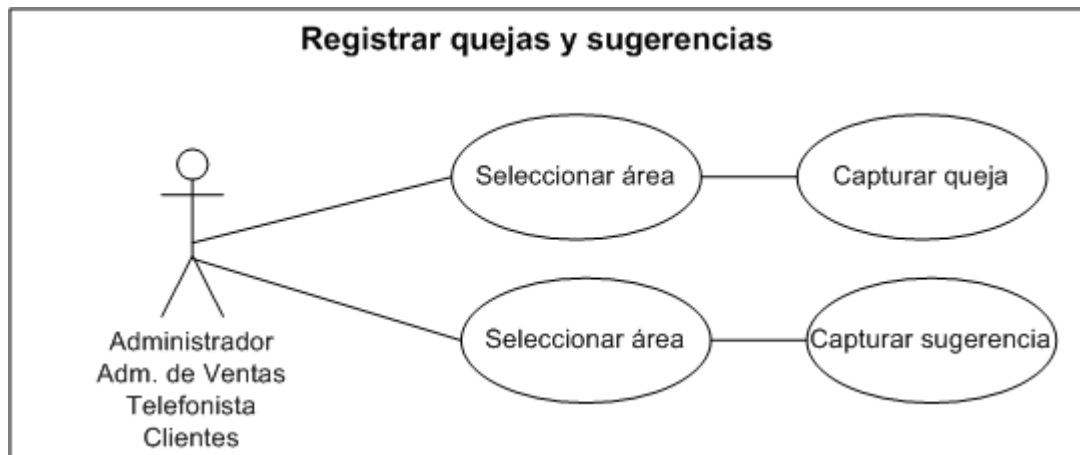 Registrar quejas y sugerencias
Seleccionar área
Capturar queja
Seleccionar área
Capturar sugerencia
Administrador
Adm. de Ventas
Telefonista
Clientes